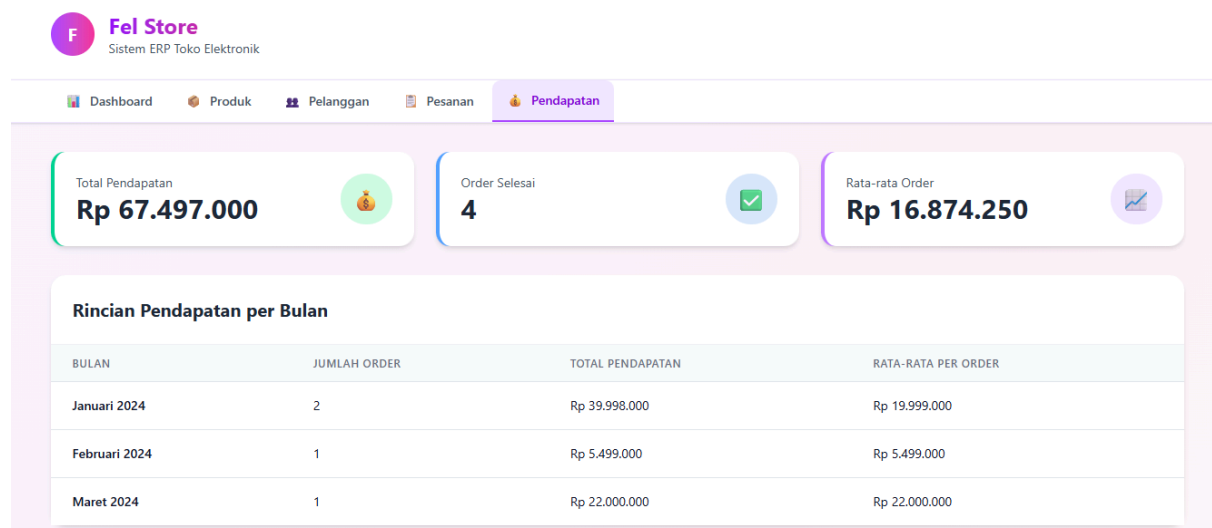 F
Fel Store
Sistem ERP Toko Elektronik
Dashboard Produk Pelanggan Pesanan Pendapatan
Total Pendapatan
Rp 67.497.000
Order Selesai
4
Rata-rata Order
Rp 16.874.250
Rincian Pendapatan per Bulan
BULAN JUMLAH ORDER TOTAL PENDAPATAN RATA-RATA PER ORDER
Januari 2024 2 Rp 39.998.000 Rp 19.999.000
Februari 2024 1 Rp 5.499.000 Rp 5.499.000
Maret 2024 1 Rp 22.000.000 Rp 22.000.000